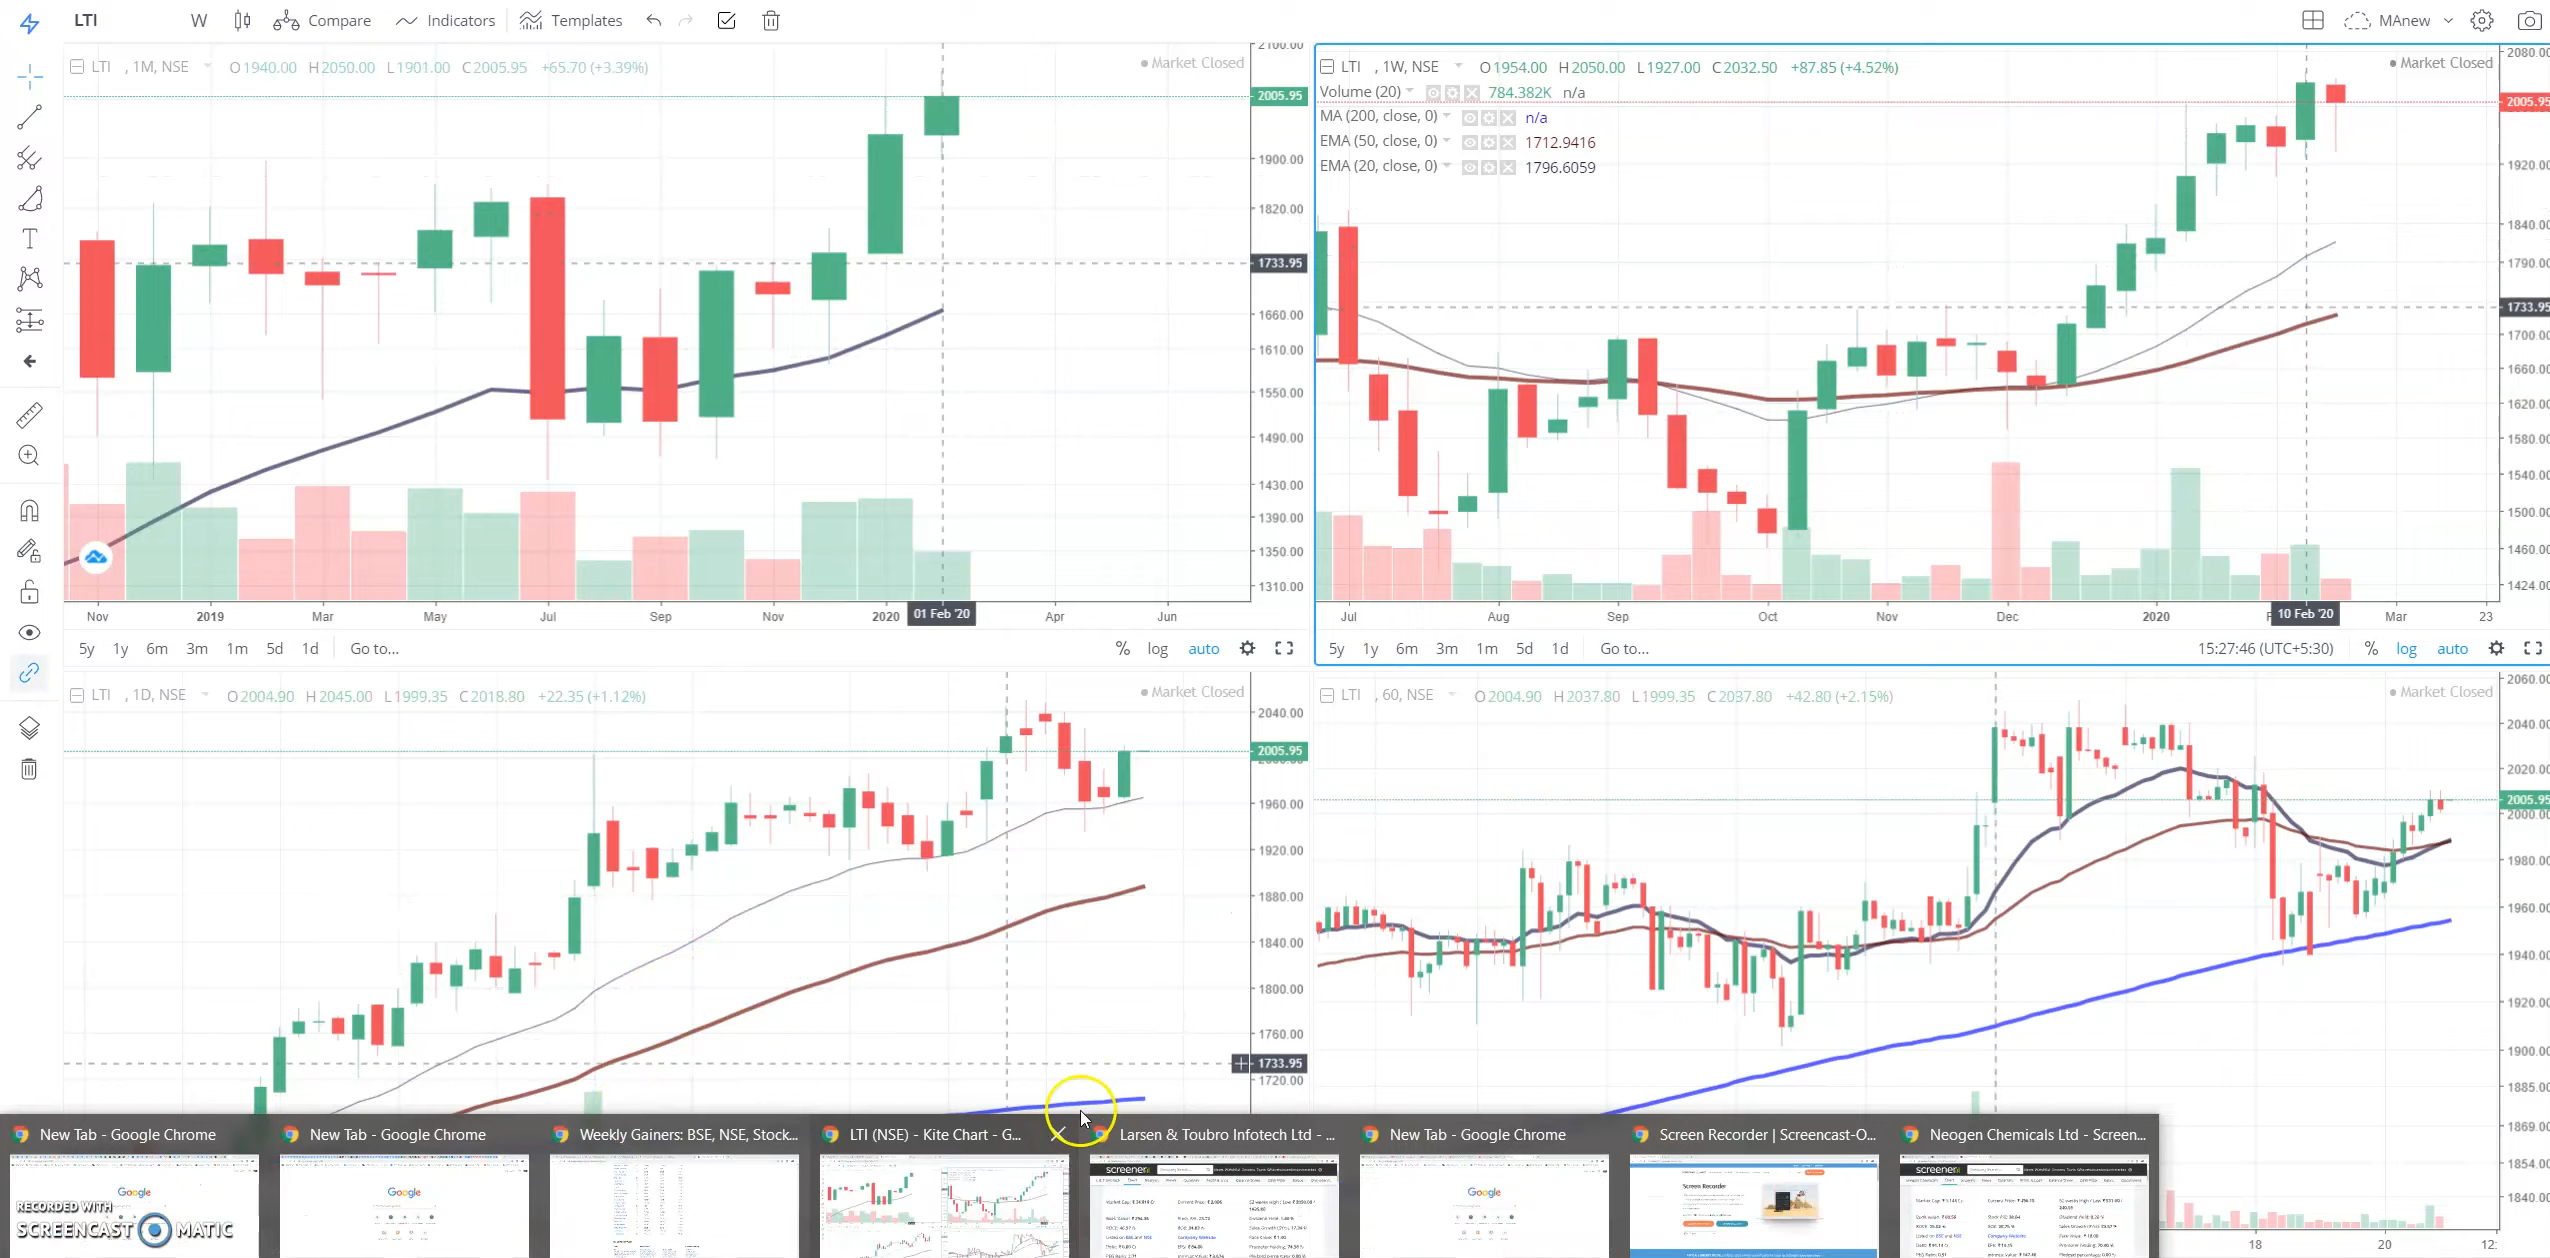 LTI W Compare Indicators Templates MAnew
LTI , 1M, NSE O1940.00 H2050.00 L1901.00 C2005.95 +65.70 (+3.39%) Market Closed
2100.00
2005.95
1900.00
1820.00
1733.95
1660.00
1610.00
1550.00
1490.00
1430.00
1390.00
1350.00
1310.00
Nov 2019 Mar May Jul Sep Nov 2020 01 Feb '20 Apr Jun
5y 1y 6m 3m 1m 5d 1d Go to... % log auto
LTI , 1W, NSE O1954.00 H2050.00 L1927.00 C2032.50 +87.85 (+4.52%) Market Closed
Volume (20) 784.382K n/a
MA (200, close, 0) n/a
EMA (50, close, 0) 1712.9416
EMA (20, close, 0) 1796.6059
2080.00
2005.95
1920.00
1840.00
1790.00
1733.95
1700.00
1660.00
1620.00
1580.00
1540.00
1500.00
1460.00
1424.00
Jul Aug Sep Oct Nov Dec 2020 10 Feb '20 Mar 23
5y 1y 6m 3m 1m 5d 1d Go to... 15:27:46 (UTC+5:30) % log auto
LTI , 1D, NSE O2004.90 H2045.00 L1999.35 C2018.80 +22.35 (+1.12%) Market Closed
2040.00
2005.95
1960.00
1920.00
1880.00
1840.00
1800.00
1760.00
1733.95
1720.00
LTI , 60, NSE O2004.90 H2037.80 L1999.35 C2037.80 +42.80 (+2.15%) Market Closed
2060.00
2040.00
2020.00
2005.95
2000.00
1980.00
1960.00
1940.00
1920.00
1900.00
1885.00
1869.00
1854.00
1840.00
18 20 12:
New Tab - Google Chrome
New Tab - Google Chrome
Weekly Gainers: BSE, NSE, Stock...
LTI (NSE) - Kite Chart - G...
Larsen & Toubro Infotech Ltd - ...
New Tab - Google Chrome
Screen Recorder | Screencast-O...
Neogen Chemicals Ltd - Screen...
Google
Google
screener
Google
Screen Recorder
screener
RECORDED WITH
SCREENCAST MATIC